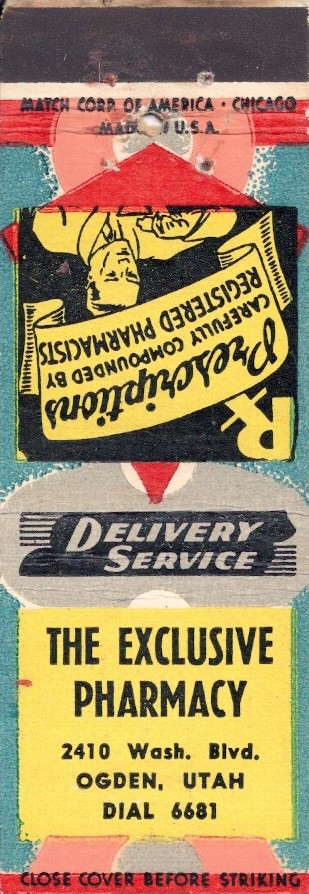 MATCH CORP. OF AMERICA · CHICAGO
MADE U.S.A.
Rx
Prescriptions
CAREFULLY COMPOUNDED BY
REGISTERED PHARMACISTS
DELIVERY
SERVICE
THE EXCLUSIVE
PHARMACY
2410 Wash. Blvd.
OGDEN, UTAH
DIAL 6681
CLOSE COVER BEFORE STRIKING